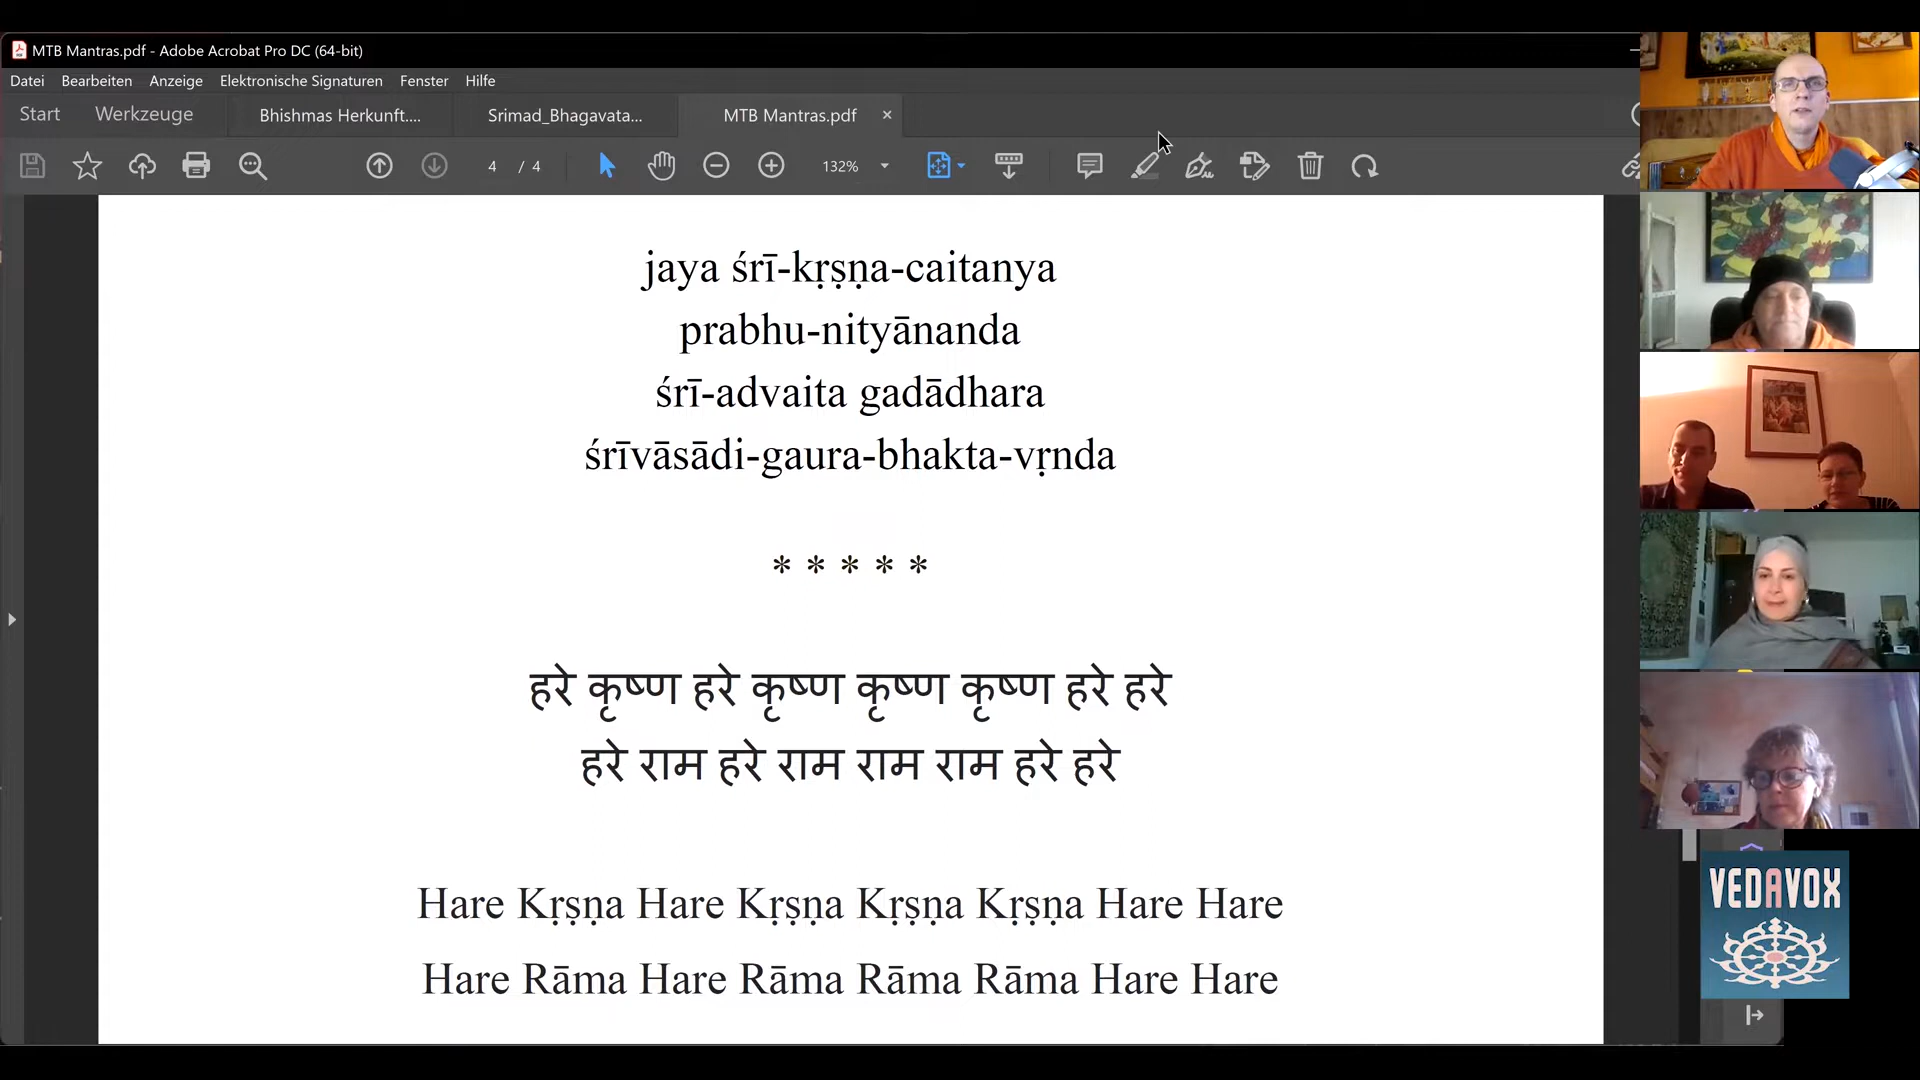 MTB Mantras.pdf - Adobe Acrobat Pro DC (64-bit)
Datei Bearbeiten Anzeige Elektronische Signaturen Fenster Hilfe
Start Werkzeuge Bhishmas Herkunft.... Srimad_Bhagavata... MTB Mantras.pdf ×
4 / 4 132%
jaya śrī-kṛṣṇa-caitanya
prabhu-nityānanda
śrī-advaita gadādhara
śrīvāsādi-gaura-bhakta-vṛnda
* * * * *
हरे कृष्ण हरे कृष्ण कृष्ण कृष्ण हरे हरे
हरे राम हरे राम राम राम हरे हरे
Hare Kṛṣṇa Hare Kṛṣṇa Kṛṣṇa Kṛṣṇa Hare Hare
Hare Rāma Hare Rāma Rāma Rāma Hare Hare
VEDAVOX